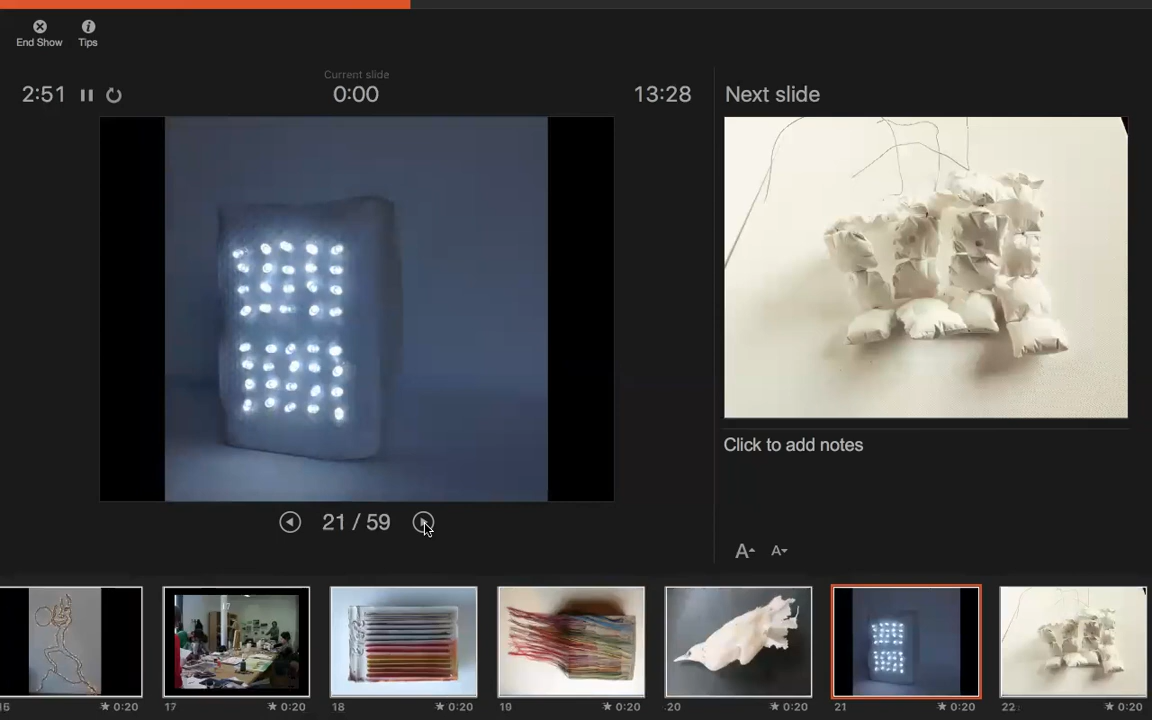 End Show
Tips
Current slide
2:51
0:00
13:28
Next slide
Click to add notes
21 / 59
A
A
0:20
17
0:20
18
0:20
19
0:20
20
0:20
21
0:20
22
0:20